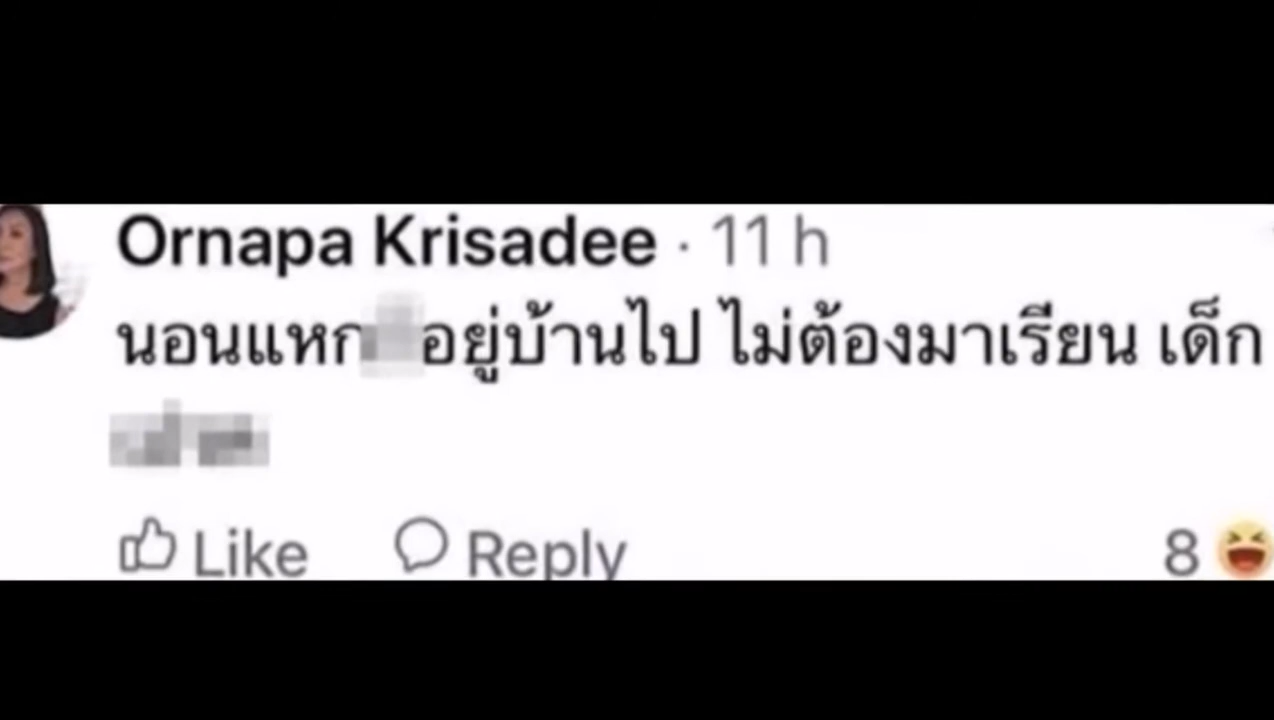 Ornapa Krisadee · 11 h
นอนแหก อยู่บ้านไป ไม่ต้องมาเรียน เด็ก
Like Reply 8